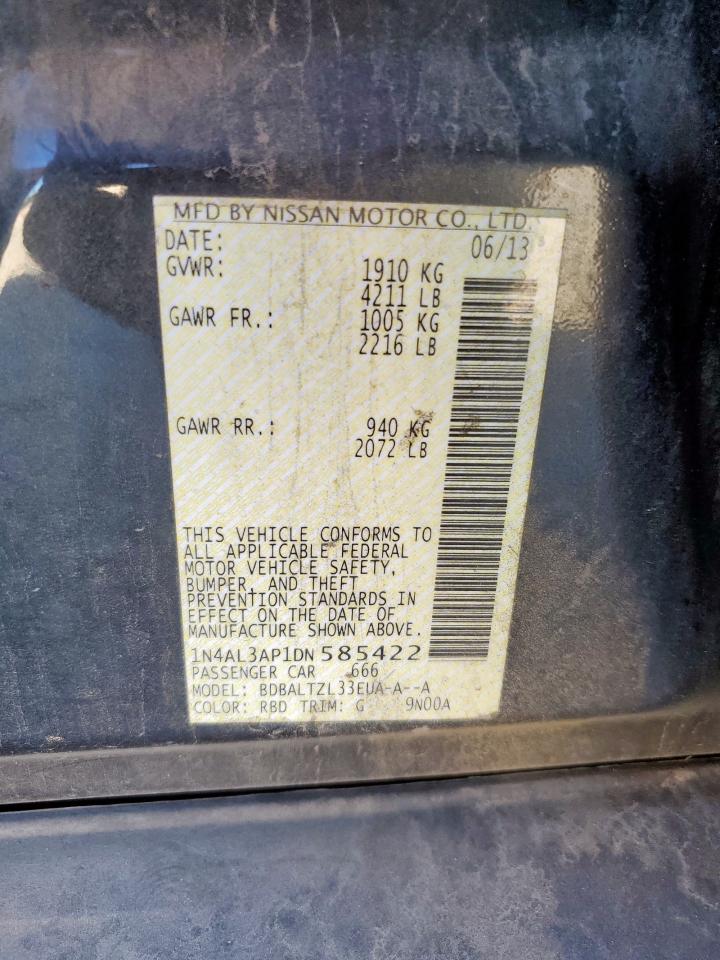 MFD BY NISSAN MOTOR CO., LTD.
DATE: 06/13
GVWR: 1910 KG
4211 LB
GAWR FR.: 1005 KG
2216 LB
GAWR RR.: 940 KG
2072 LB
THIS VEHICLE CONFORMS TO
ALL APPLICABLE FEDERAL
MOTOR VEHICLE SAFETY,
BUMPER, AND THEFT
PREVENTION STANDARDS IN
EFFECT ON THE DATE OF
MANUFACTURE SHOWN ABOVE.
1N4AL3AP1DN585422
PASSENGER CAR 666
MODEL: BDBALTZL33EUA-A--A
COLOR: RBD TRIM: G 9N00A